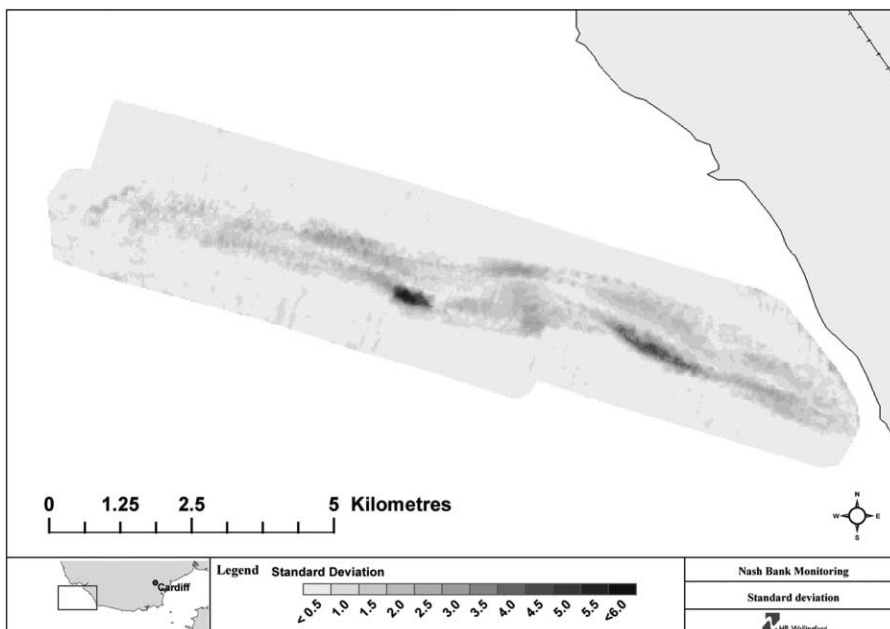 0 1.25 2.5 5 Kilometres
N
W E
S
Cardiff
Legend Standard Deviation
< 0.5 1.0 1.5 2.0 2.5 3.0 3.5 4.0 4.5 5.0 5.5 <6.0
Nash Bank Monitoring
Standard deviation
HR Wallingford